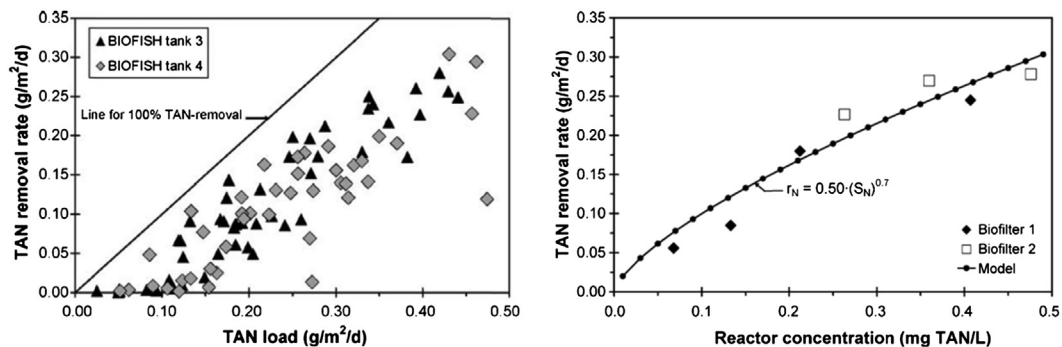 TAN removal rate (g/m²/d)
0.35
0.30
0.25
0.20
0.15
0.10
0.05
0.00
BIOFISH tank 3
BIOFISH tank 4
Line for 100% TAN-removal
0.00 0.10 0.20 0.30 0.40 0.50
TAN load (g/m²/d)
TAN removal rate (g/m²/d)
0.35
0.30
0.25
0.20
0.15
0.10
0.05
0.00
r_N = 0.50·(S_N)^0.7
Biofilter 1
Biofilter 2
Model
0 0.1 0.2 0.3 0.4 0.5
Reactor concentration (mg TAN/L)